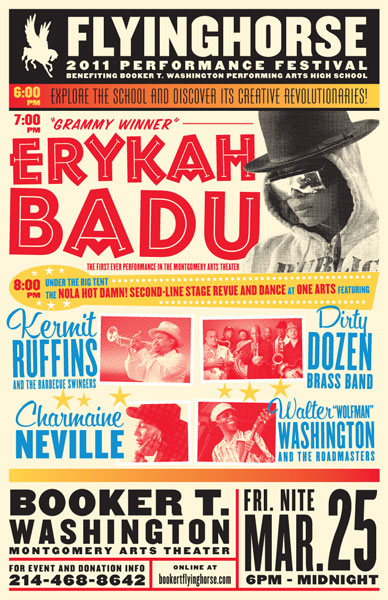 FLYINGHORSE
2011 PERFORMANCE FESTIVAL
BENEFITING BOOKER T. WASHINGTON PERFORMING ARTS HIGH SCHOOL
6:00 PM EXPLORE THE SCHOOL AND DISCOVER ITS CREATIVE REVOLUTIONARIES!
7:00 PM "GRAMMY WINNER"
ERYKAH
BADU
PUBLIC
THE FIRST EVER PERFORMANCE IN THE MONTGOMERY ARTS THEATER
8:00 PM UNDER THE BIG TENT
THE NOLA HOT DAMN! SECOND-LINE STAGE REVUE AND DANCE AT ONE ARTS FEATURING
Kermit
RUFFINS
AND THE BARBECUE SWINGERS
Dirty
DOZEN
BRASS BAND
Charmaine
NEVILLE
Walter "WOLFMAN"
WASHINGTON
AND THE ROADMASTERS
BOOKER T.
WASHINGTON
MONTGOMERY ARTS THEATER
FOR EVENT AND DONATION INFO
214-468-8642
ONLINE AT
bookertflyinghorse.com
FRI. NITE
MAR. 25
6PM - MIDNIGHT